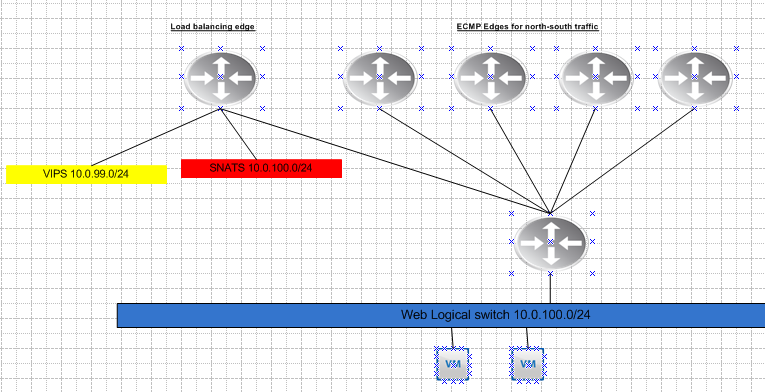 Load balancing edge
ECMP Edges for north-south traffic
VIPS 10.0.99.0/24
SNATS 10.0.100.0/24
Web Logical switch 10.0.100.0/24
VM
VM